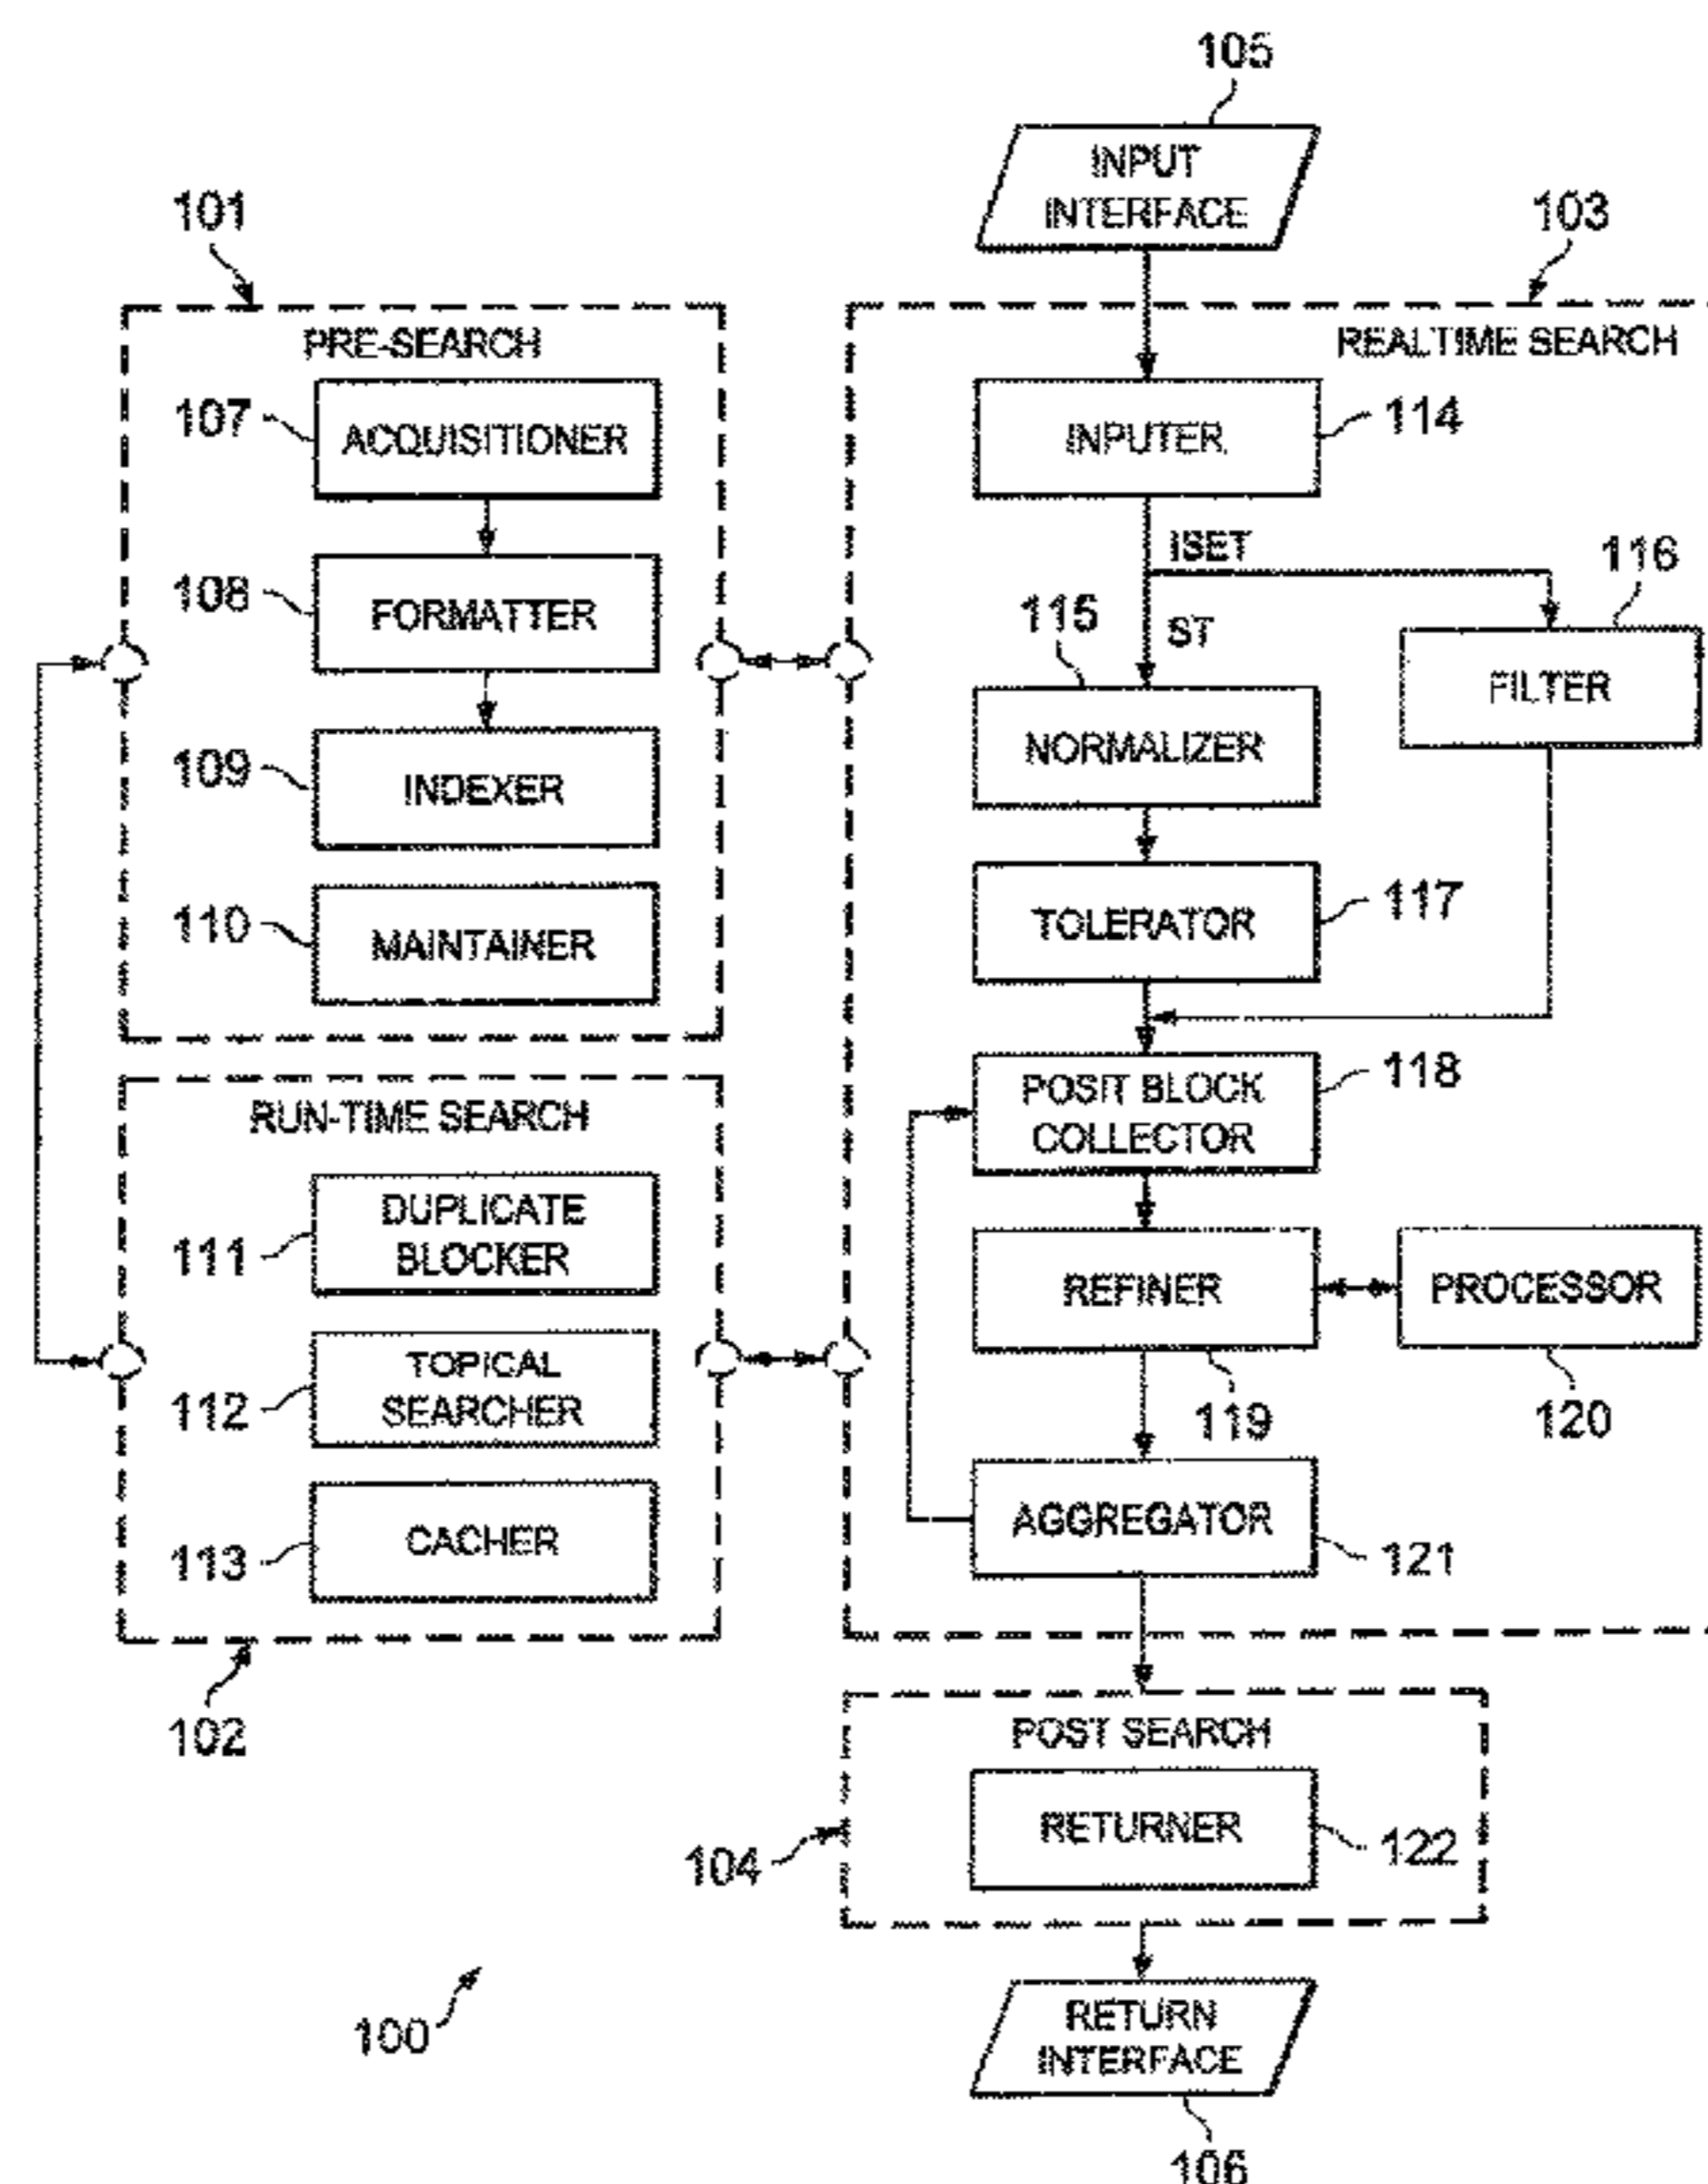 105
INPUT
INTERFACE
101
103
PRE-SEARCH
REALTIME SEARCH
107
ACQUISITIONER
INPUTER
114
ISET
116
108
FORMATTER
115
ST
FILTER
109
INDEXER
NORMALIZER
110
MAINTAINER
TOLERATOR
117
RUN-TIME SEARCH
POSIT BLOCK
COLLECTOR
118
111
DUPLICATE
BLOCKER
REFINER
PROCESSOR
112
TOPICAL
SEARCHER
119
120
113
CACHER
AGGREGATOR
121
102
POST SEARCH
104
RETURNER
122
100
RETURN
INTERFACE
106